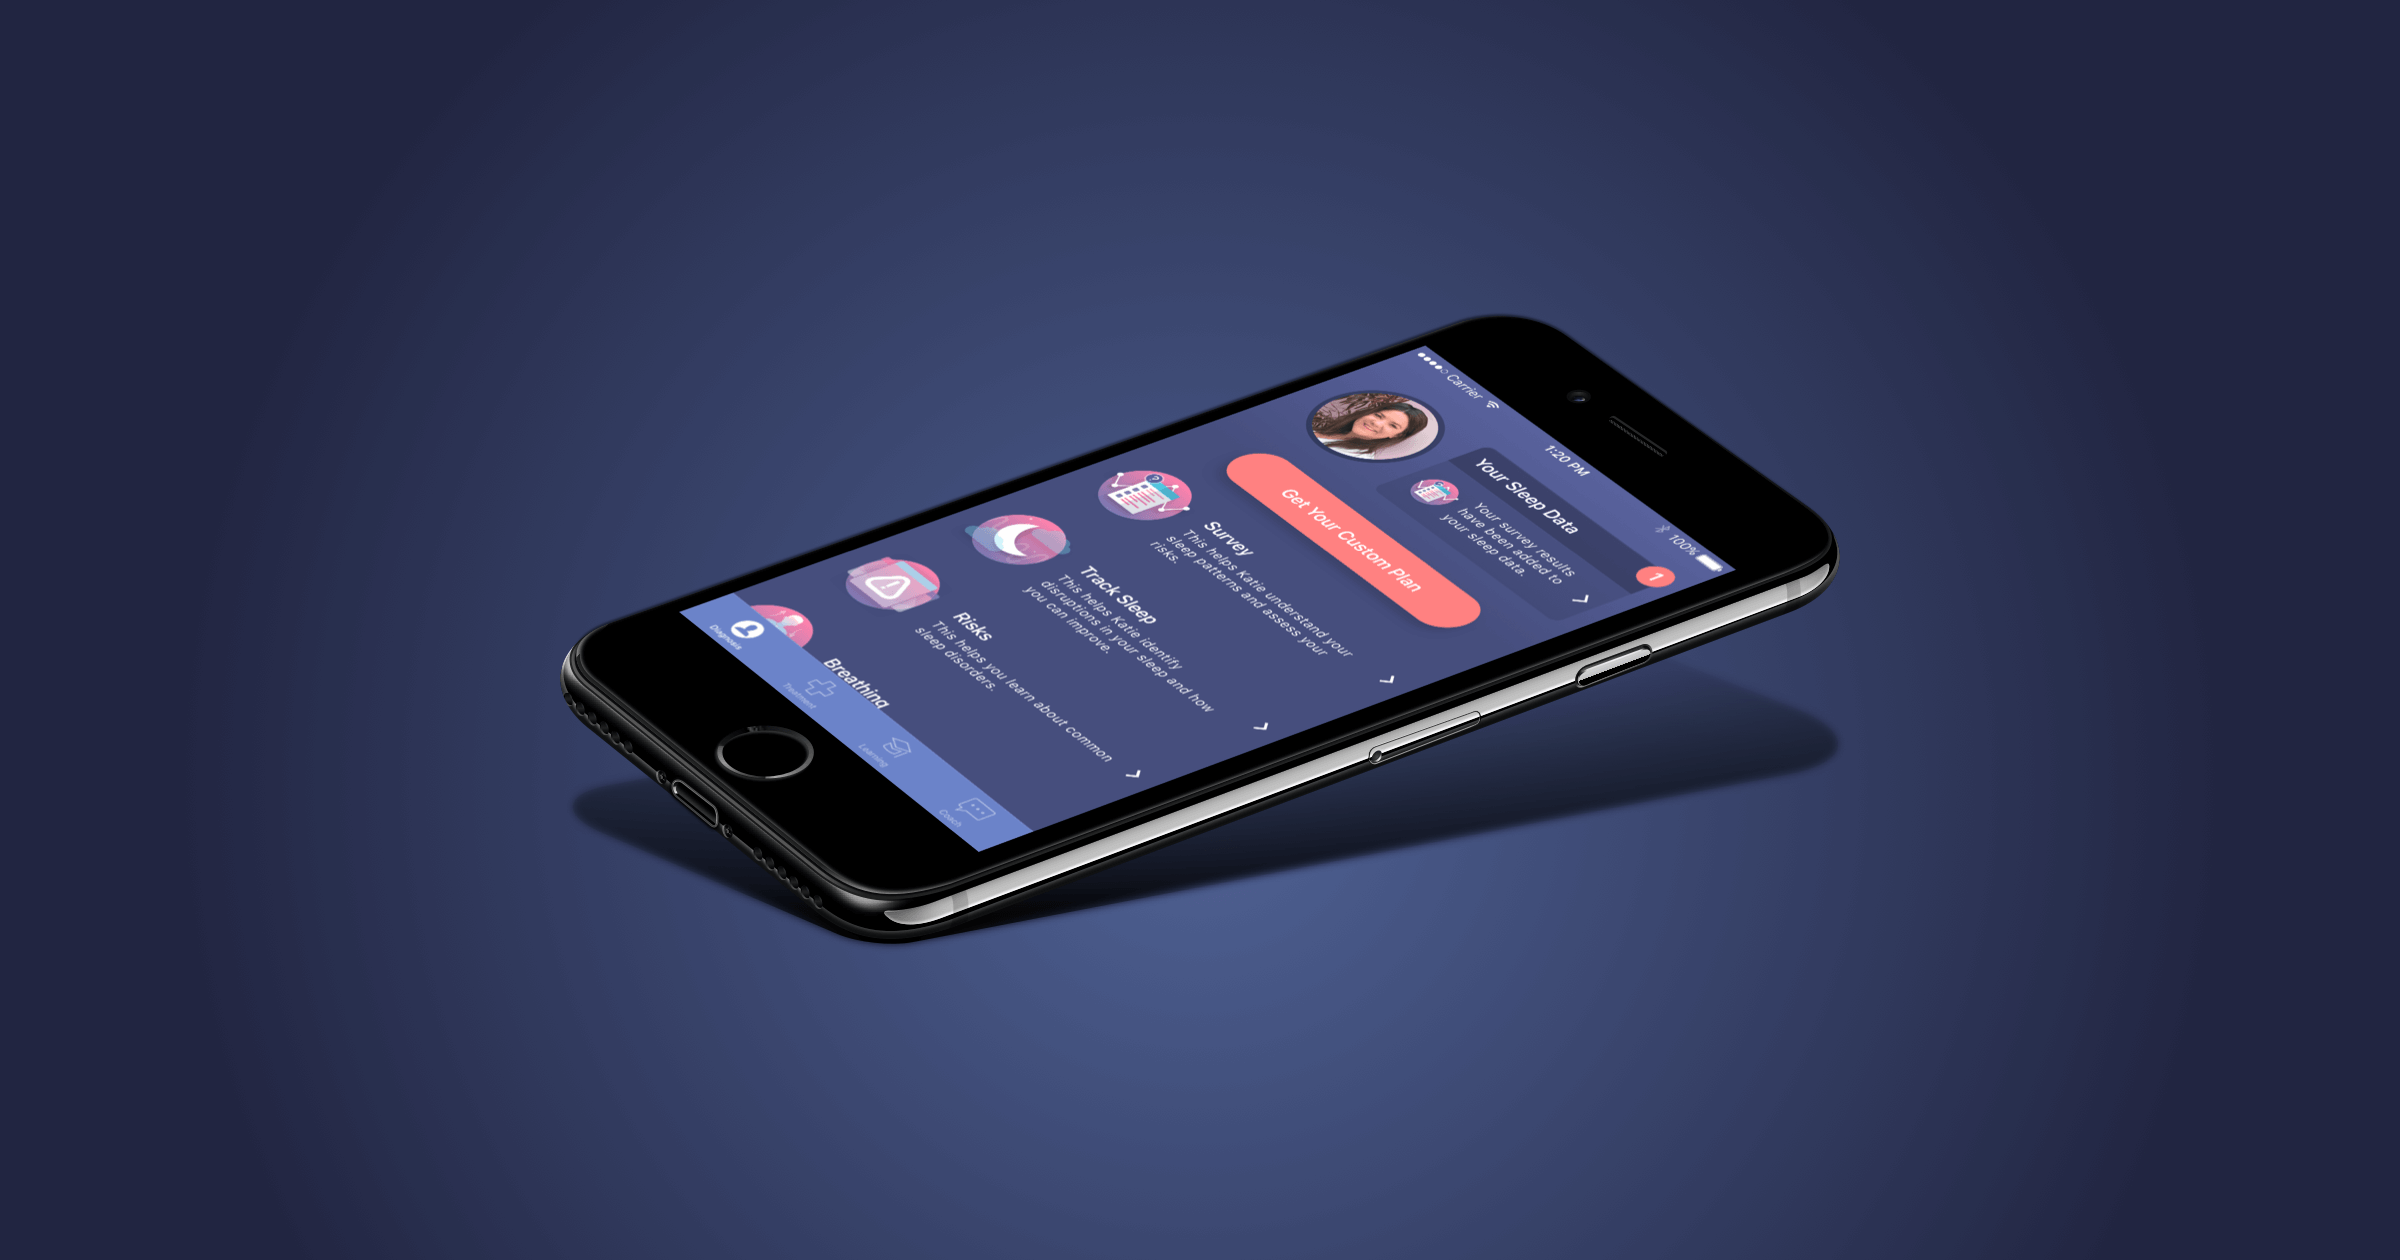 Carrier
1:20 PM
100%
Your Sleep Data
1
Your survey results
have been added to
your sleep data.
Get Your Custom Plan
Survey
This helps Katie understand your
sleep patterns and assess your
risks.
Track Sleep
This helps Katie identify
disruptions in your sleep and how
you can improve.
Risks
This helps you learn about common
sleep disorders.
Breathing
Diagnosis
Treatment
Learning
Coach